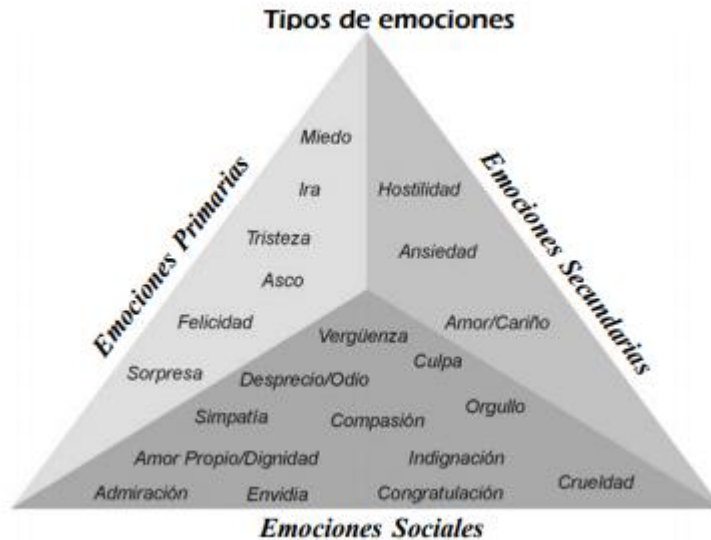 Tipos de emociones
Emociones Primarias
Miedo
Ira
Tristeza
Asco
Felicidad
Sorpresa
Emociones Secundarias
Hostilidad
Ansiedad
Amor/Cariño
Vergüenza
Culpa
Desprecio/Odio
Orgullo
Simpatía
Compasión
Amor Propio/Dignidad
Indignación
Crueldad
Admiración
Envidia
Congratulación
Emociones Sociales